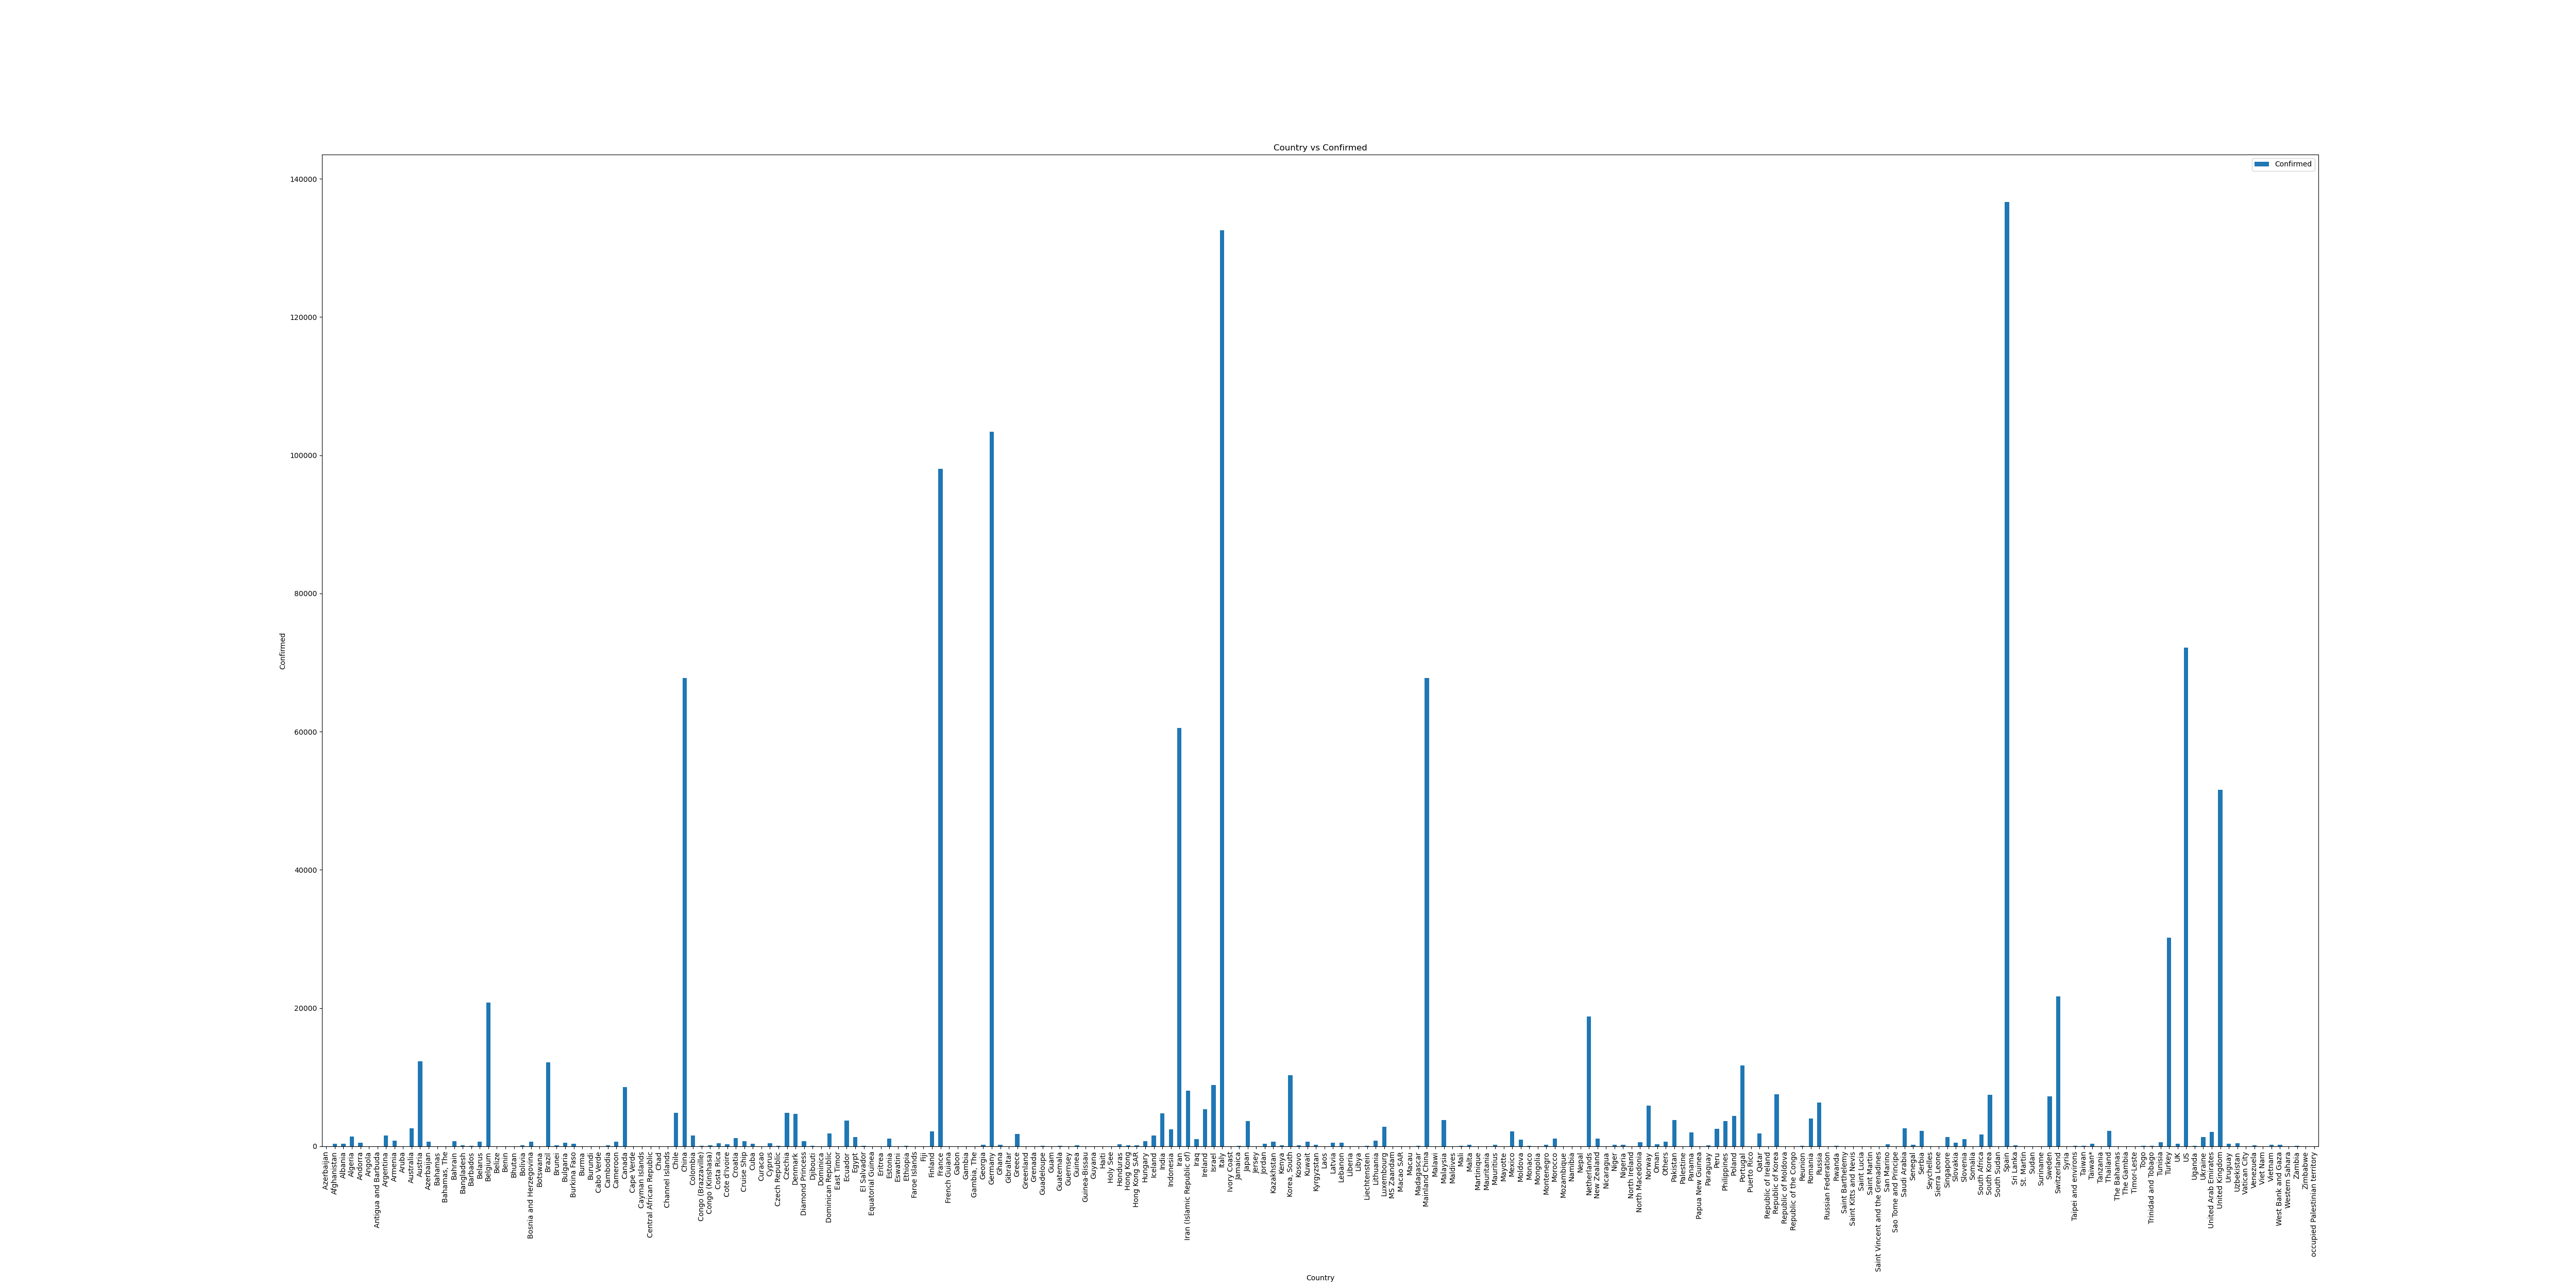 Country vs Confirmed
Confirmed
140000
120000
100000
80000
60000
40000
20000
0
Confirmed
Azerbaijan
Afghanistan
Albania
Algeria
Andorra
Angola
Antigua and Barbuda
Argentina
Armenia
Aruba
Australia
Austria
Azerbaijan
Bahamas
Bahamas, The
Bahrain
Bangladesh
Barbados
Belarus
Belgium
Belize
Benin
Bhutan
Bolivia
Bosnia and Herzegovina
Botswana
Brazil
Brunei
Bulgaria
Burkina Faso
Burma
Burundi
Cabo Verde
Cambodia
Cameroon
Canada
Cape Verde
Cayman Islands
Central African Republic
Chad
Channel Islands
Chile
China
Colombia
Congo (Brazzaville)
Congo (Kinshasa)
Costa Rica
Cote d'Ivoire
Croatia
Cruise Ship
Cuba
Curacao
Cyprus
Czech Republic
Czechia
Denmark
Diamond Princess
Djibouti
Dominica
Dominican Republic
East Timor
Ecuador
Egypt
El Salvador
Equatorial Guinea
Eritrea
Estonia
Eswatini
Ethiopia
Faroe Islands
Fiji
Finland
France
French Guiana
Gabon
Gambia
Gambia, The
Georgia
Germany
Ghana
Gibraltar
Greece
Greenland
Grenada
Guadeloupe
Guam
Guatemala
Guernsey
Guinea
Guinea-Bissau
Guyana
Haiti
Holy See
Honduras
Hong Kong
Hong Kong SAR
Hungary
Iceland
India
Indonesia
Iran
Iran (Islamic Republic of)
Iraq
Ireland
Israel
Italy
Ivory Coast
Jamaica
Japan
Jersey
Jordan
Kazakhstan
Kenya
Korea, South
Kosovo
Kuwait
Kyrgyzstan
Laos
Latvia
Lebanon
Liberia
Libya
Liechtenstein
Lithuania
Luxembourg
MS Zaandam
Macao SAR
Macau
Madagascar
Mainland China
Malawi
Malaysia
Maldives
Mali
Malta
Martinique
Mauritania
Mauritius
Mayotte
Mexico
Moldova
Monaco
Mongolia
Montenegro
Morocco
Mozambique
Namibia
Nepal
Netherlands
New Zealand
Nicaragua
Niger
Nigeria
North Ireland
North Macedonia
Norway
Oman
Others
Pakistan
Palestine
Panama
Papua New Guinea
Paraguay
Peru
Philippines
Poland
Portugal
Puerto Rico
Qatar
Republic of Ireland
Republic of Korea
Republic of Moldova
Republic of the Congo
Reunion
Romania
Russia
Russian Federation
Rwanda
Saint Barthelemy
Saint Kitts and Nevis
Saint Lucia
Saint Martin
Saint Vincent and the Grenadines
San Marino
Sao Tome and Principe
Saudi Arabia
Senegal
Serbia
Seychelles
Sierra Leone
Singapore
Slovakia
Slovenia
Somalia
South Africa
South Korea
South Sudan
Spain
Sri Lanka
St. Martin
Sudan
Suriname
Sweden
Switzerland
Syria
Taipei and environs
Taiwan
Taiwan*
Tanzania
Thailand
The Bahamas
The Gambia
Timor-Leste
Togo
Trinidad and Tobago
Tunisia
Turkey
UK
US
Uganda
Ukraine
United Arab Emirates
United Kingdom
Uruguay
Uzbekistan
Vatican City
Venezuela
Viet Nam
Vietnam
West Bank and Gaza
Western Sahara
Zambia
Zimbabwe
occupied Palestinian territory
Country